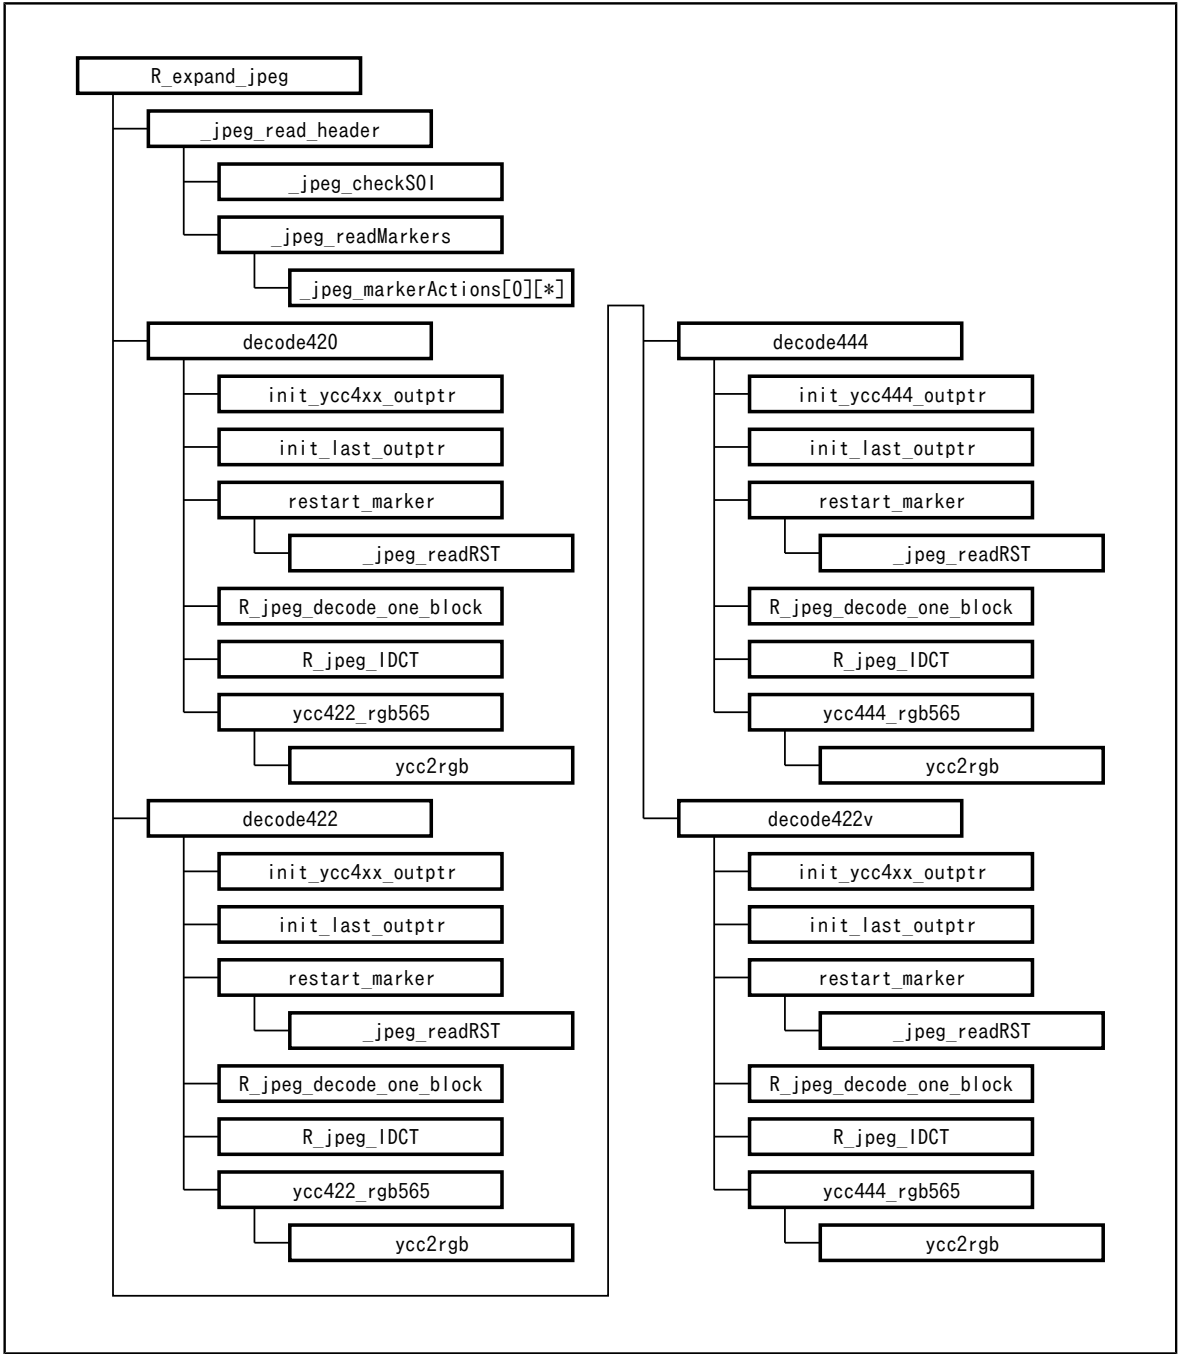 R_expand_jpeg
_jpeg_read_header
_jpeg_checkSOI
_jpeg_readMarkers
_jpeg_markerActions[0][*]
decode420
init_ycc4xx_outptr
init_last_outptr
restart_marker
_jpeg_readRST
R_jpeg_decode_one_block
R_jpeg_IDCT
ycc422_rgb565
ycc2rgb
decode422
init_ycc4xx_outptr
init_last_outptr
restart_marker
_jpeg_readRST
R_jpeg_decode_one_block
R_jpeg_IDCT
ycc422_rgb565
ycc2rgb
decode444
init_ycc444_outptr
init_last_outptr
restart_marker
_jpeg_readRST
R_jpeg_decode_one_block
R_jpeg_IDCT
ycc444_rgb565
ycc2rgb
decode422v
init_ycc4xx_outptr
init_last_outptr
restart_marker
_jpeg_readRST
R_jpeg_decode_one_block
R_jpeg_IDCT
ycc444_rgb565
ycc2rgb